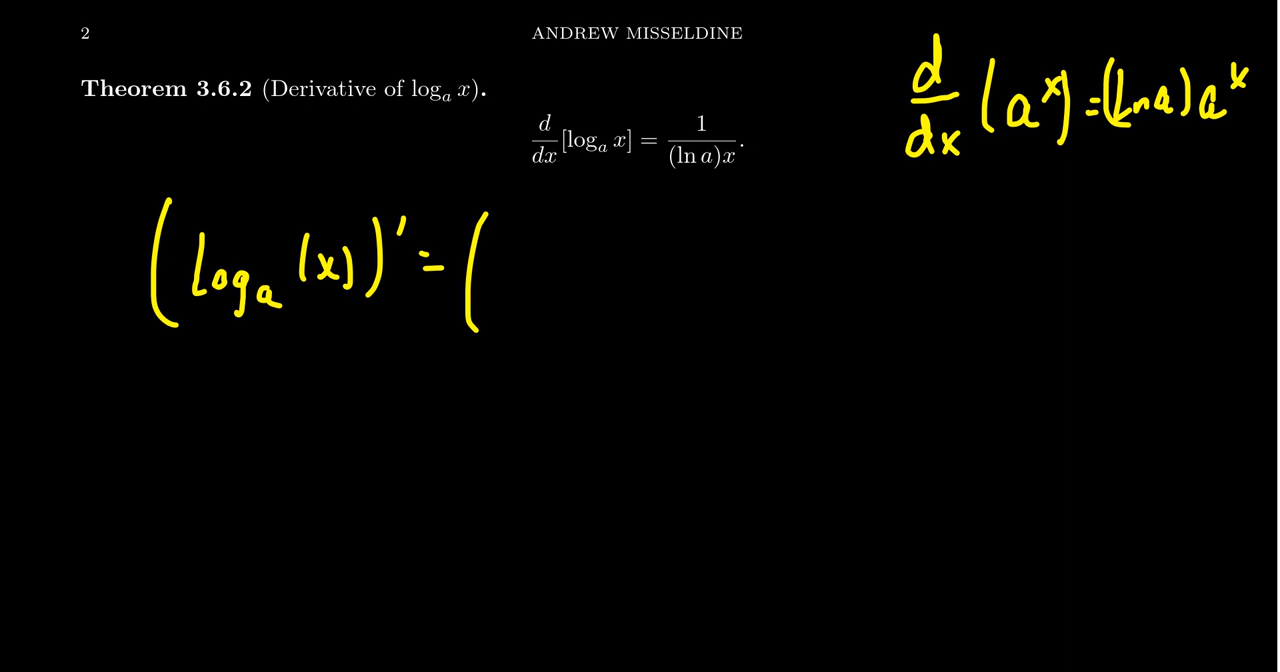 2 ANDREW MISSELDINE
Theorem 3.6.2 (Derivative of logₐ x).
d/dx (aˣ) = (ln a) aˣ
d/dx [logₐ x] = 1/((ln a)x).
(logₐ (x))' = (